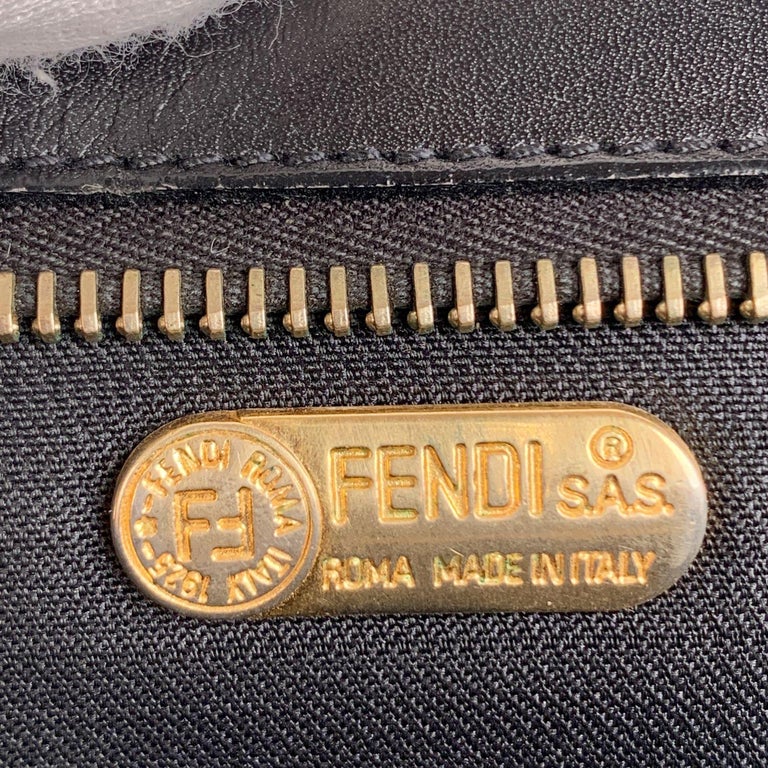 FENDI ROMA ITALY 1925
FF
FENDI ® S.A.S.
ROMA MADE IN ITALY